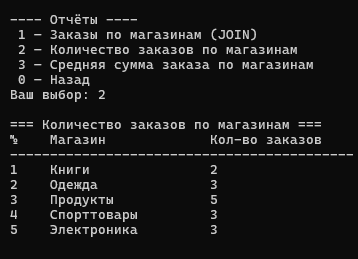 ---- Отчёты ----
1 - Заказы по магазинам (JOIN)
2 - Количество заказов по магазинам
3 - Средняя сумма заказа по магазинам
0 - Назад
Ваш выбор: 2
=== Количество заказов по магазинам ===
№ Магазин Кол-во заказов
-------------------------------------------
1 Книги 2
2 Одежда 3
3 Продукты 5
4 Спорттовары 3
5 Электроника 3